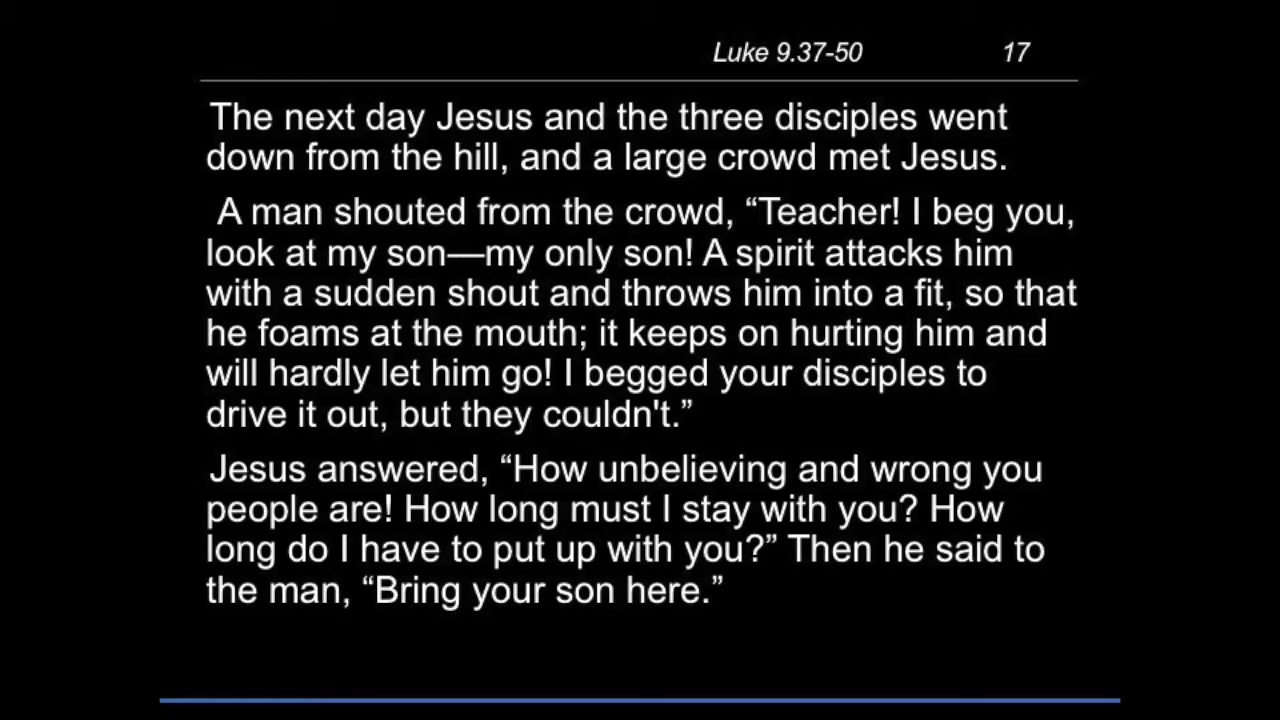 Luke 9.37-50 17
The next day Jesus and the three disciples went
down from the hill, and a large crowd met Jesus.
A man shouted from the crowd, “Teacher! I beg you,
look at my son—my only son! A spirit attacks him
with a sudden shout and throws him into a fit, so that
he foams at the mouth; it keeps on hurting him and
will hardly let him go! I begged your disciples to
drive it out, but they couldn't.”
Jesus answered, “How unbelieving and wrong you
people are! How long must I stay with you? How
long do I have to put up with you?” Then he said to
the man, “Bring your son here.”